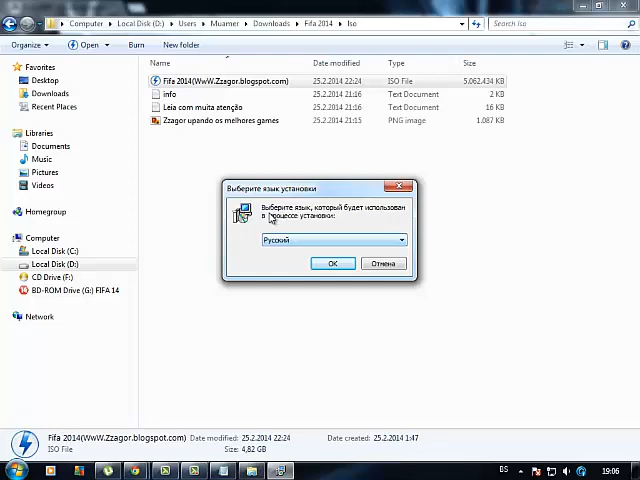 Computer ▸ Local Disk (D:) ▸ Users ▸ Muamer ▸ Downloads ▸ Fifa 2014 ▸ Iso
Search Iso
Organize
Open
Burn
New folder
Name
Date modified
Type
Size
Favorites
Desktop
Downloads
Recent Places
Libraries
Documents
Music
Pictures
Videos
Homegroup
Computer
Local Disk (C:)
Local Disk (D:)
CD Drive (F:)
BD-ROM Drive (G:) FIFA 14
Network
Fifa 2014(WwW.Zzagor.blogspot.com) 25.2.2014 22:24 ISO File 5.062.434 KB
info 25.2.2014 21:16 Text Document 2 KB
Leia com muita atenção 25.2.2014 21:16 Text Document 16 KB
Zzagor upando os melhores games 25.2.2014 21:15 PNG image 1.087 KB
Выберите язык установки
Выберите язык, который будет использован
в процессе установки:
Русский
OK
Отмена
Fifa 2014(WwW.Zzagor.blogspot.com) Date modified: 25.2.2014 22:24 Date created: 25.2.2014 1:47
ISO File Size: 4,82 GB
BS
19:06